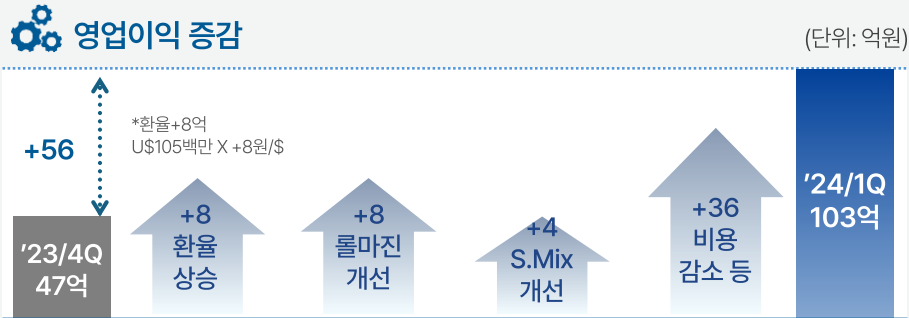 영업이익 증감
(단위: 억원)
+56
*환율+8억
U$105백만 X +8원/$
’23/4Q
47억
+8
환율
상승
+8
롤마진
개선
+4
S.Mix
개선
+36
비용
감소 등
’24/1Q
103억